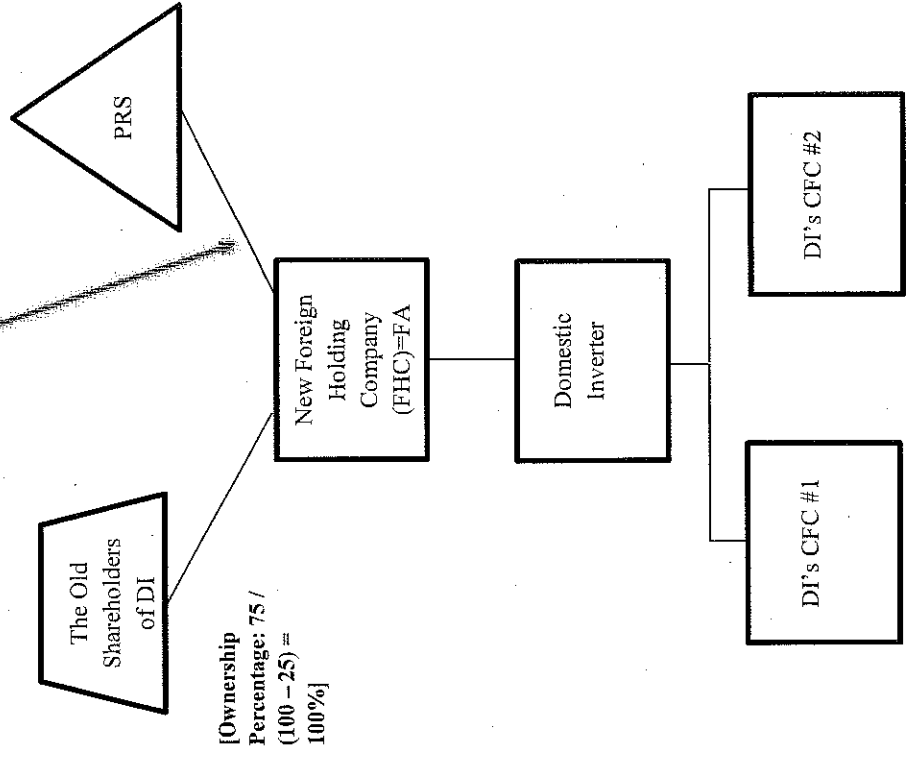 The Old
Shareholders
of DI
PRS
[Ownership
Percentage: 75 /
(100 – 25) =
100%]
New Foreign
Holding
Company
(FHC)=FA
Domestic
Inverter
DI's CFC #1
DI's CFC #2